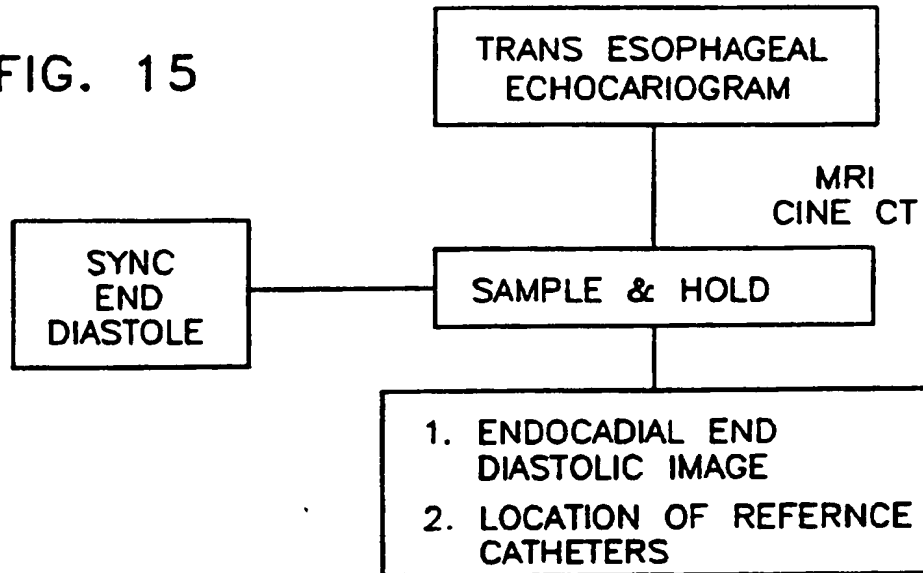 FIG. 15
TRANS ESOPHAGEAL
ECHOCARIOGRAM
MRI
CINE CT
SYNC
END
DIASTOLE
SAMPLE & HOLD
1. ENDOCADIAL END
DIASTOLIC IMAGE
2. LOCATION OF REFERNCE
CATHETERS